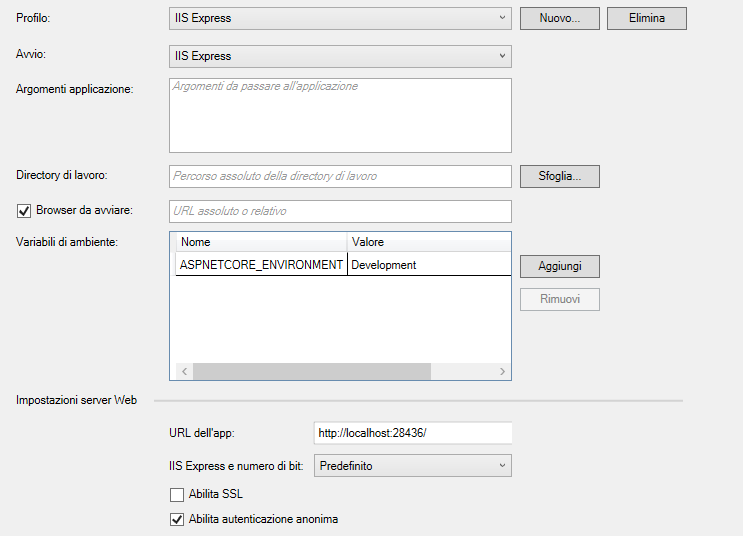 Profilo: IIS Express Nuovo... Elimina
Avvio: IIS Express
Argomenti applicazione: Argomenti da passare all'applicazione
Directory di lavoro: Percorso assoluto della directory di lavoro Sfoglia...
Browser da avviare: URL assoluto o relativo
Variabili di ambiente: Nome Valore
ASPNETCORE_ENVIRONMENT Development Aggiungi
Rimuovi
Impostazioni server Web
URL dell'app: http://localhost:28436/
IIS Express e numero di bit: Predefinito
Abilita SSL
Abilita autenticazione anonima